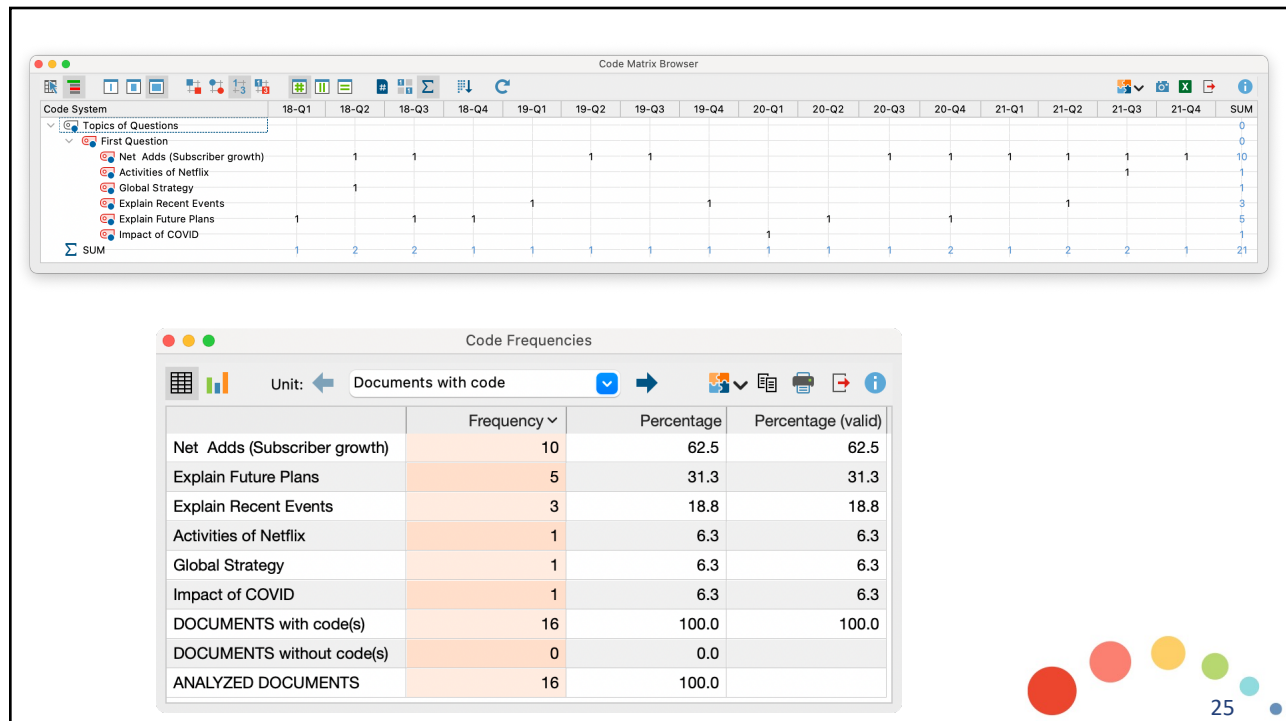 Code Matrix Browser
Code System 18-Q1 18-Q2 18-Q3 18-Q4 19-Q1 19-Q2 19-Q3 19-Q4 20-Q1 20-Q2 20-Q3 20-Q4 21-Q1 21-Q2 21-Q3 21-Q4 SUM
Topics of Questions 0
First Question 0
Net Adds (Subscriber growth) 1 1 1 1 1 1 1 1 1 1 10
Activities of Netflix 1 1
Global Strategy 1 1
Explain Recent Events 1 1 1 3
Explain Future Plans 1 1 1 1 1 5
Impact of COVID 1 1
Σ SUM 1 2 2 1 1 1 1 1 1 1 1 2 1 2 2 1 21
Code Frequencies
Unit: Documents with code
Frequency Percentage Percentage (valid)
Net Adds (Subscriber growth) 10 62.5 62.5
Explain Future Plans 5 31.3 31.3
Explain Recent Events 3 18.8 18.8
Activities of Netflix 1 6.3 6.3
Global Strategy 1 6.3 6.3
Impact of COVID 1 6.3 6.3
DOCUMENTS with code(s) 16 100.0 100.0
DOCUMENTS without code(s) 0 0.0
ANALYZED DOCUMENTS 16 100.0
25